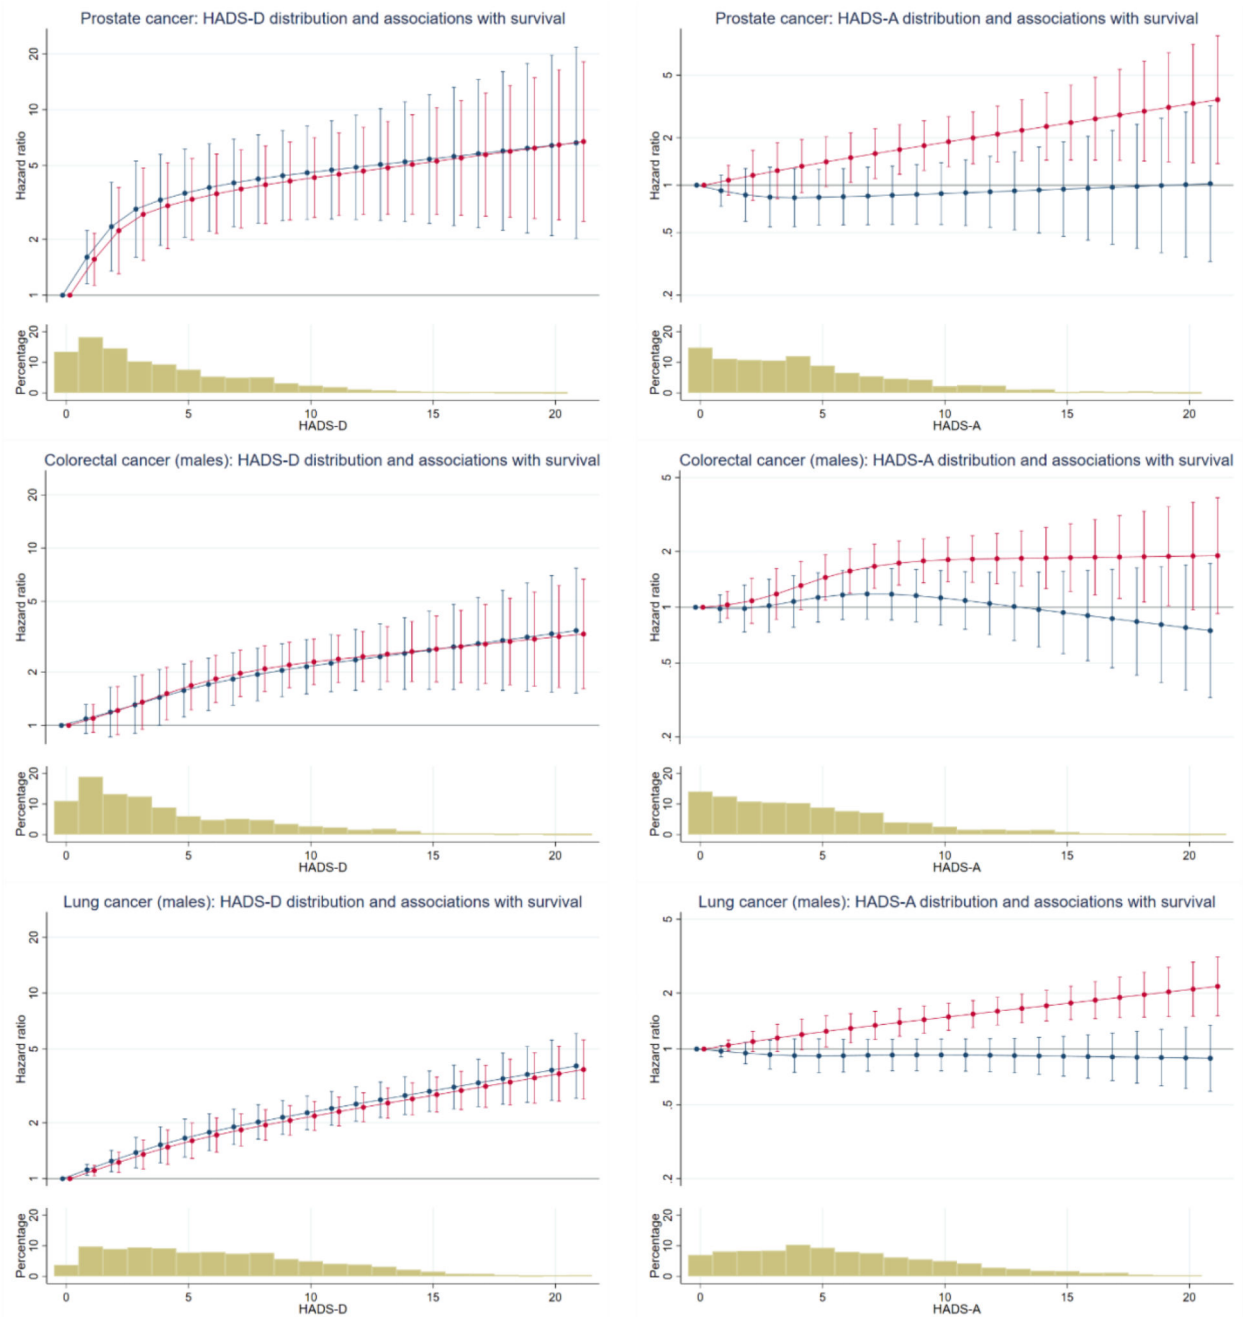 Prostate cancer: HADS-D distribution and associations with survival
Hazard ratio
20
10
5
2
1
Percentage
20
10
0
0 5 10 15 20
HADS-D
Prostate cancer: HADS-A distribution and associations with survival
Hazard ratio
5
2
1
.5
.2
Percentage
20
10
0
0 5 10 15 20
HADS-A
Colorectal cancer (males): HADS-D distribution and associations with survival
Hazard ratio
20
10
5
2
1
Percentage
20
10
0
0 5 10 15 20
HADS-D
Colorectal cancer (males): HADS-A distribution and associations with survival
Hazard ratio
5
2
1
.5
.2
Percentage
20
10
0
0 5 10 15 20
HADS-A
Lung cancer (males): HADS-D distribution and associations with survival
Hazard ratio
20
10
5
2
1
Percentage
20
10
0
0 5 10 15 20
HADS-D
Lung cancer (males): HADS-A distribution and associations with survival
Hazard ratio
5
2
1
.5
.2
Percentage
20
10
0
0 5 10 15 20
HADS-A